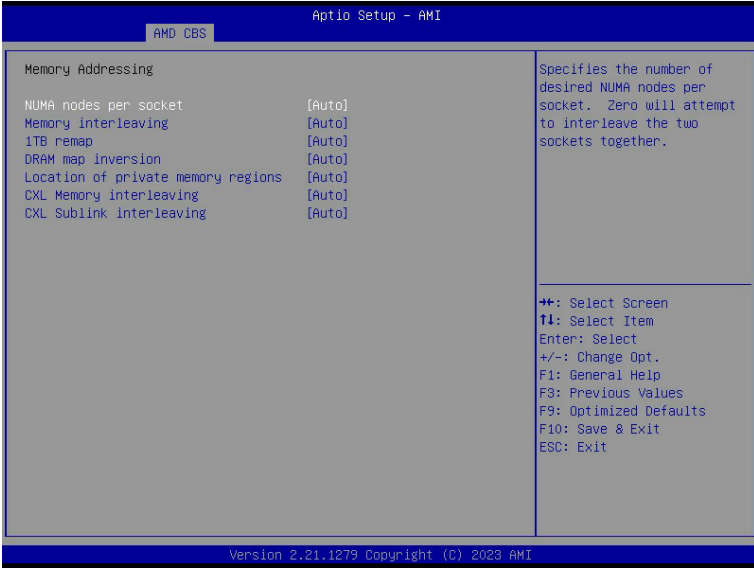 Aptio Setup – AMI
AMD CBS
Memory Addressing
NUMA nodes per socket [Auto]
Memory interleaving [Auto]
1TB remap [Auto]
DRAM map inversion [Auto]
Location of private memory regions [Auto]
CXL Memory interleaving [Auto]
CXL Sublink interleaving [Auto]
Specifies the number of
desired NUMA nodes per
socket.  Zero will attempt
to interleave the two
sockets together.
→←: Select Screen
↑↓: Select Item
Enter: Select
+/-: Change Opt.
F1: General Help
F3: Previous Values
F9: Optimized Defaults
F10: Save & Exit
ESC: Exit
Version 2.21.1279 Copyright (C) 2023 AMI